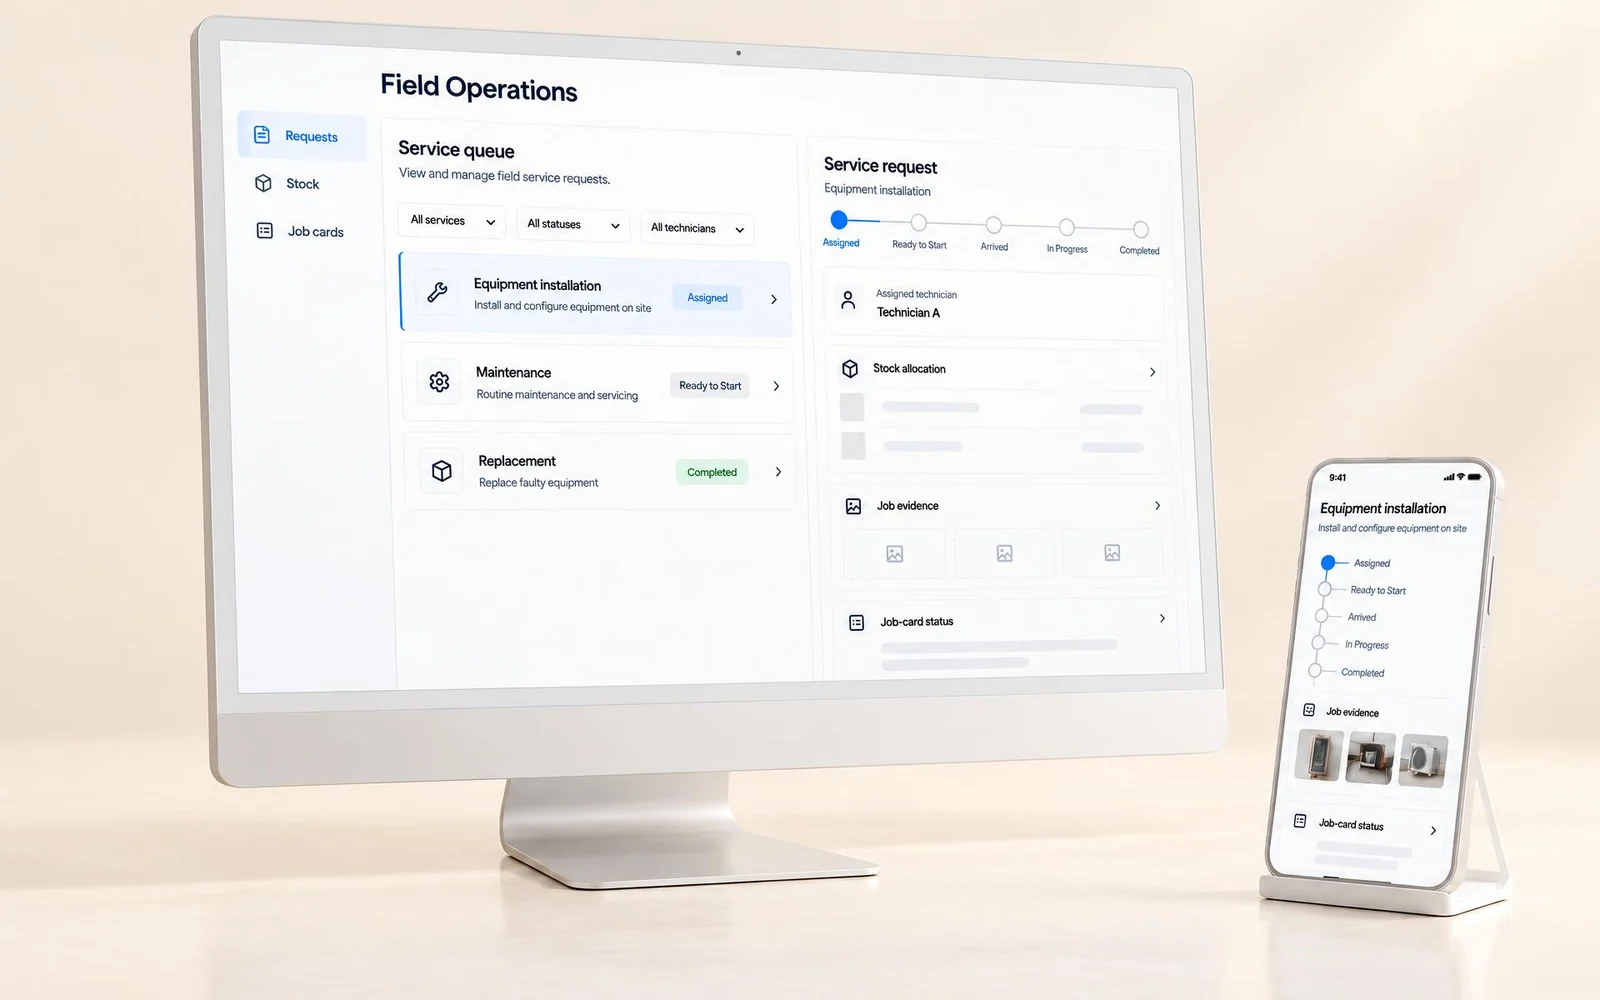 Field Operations
Requests
Stock
Job cards
Service queue
View and manage field service requests.
All services
All statuses
All technicians
Equipment installation
Install and configure equipment on site
Assigned
Maintenance
Routine maintenance and servicing
Ready to Start
Replacement
Replace faulty equipment
Completed
Service request
Equipment installation
Assigned
Ready to Start
Arrived
In Progress
Completed
Assigned technician
Technician A
Stock allocation
Job evidence
Job-card status
9:41
Equipment installation
Install and configure equipment on site
Assigned
Ready to Start
Arrived
In Progress
Completed
Job evidence
Job-card status